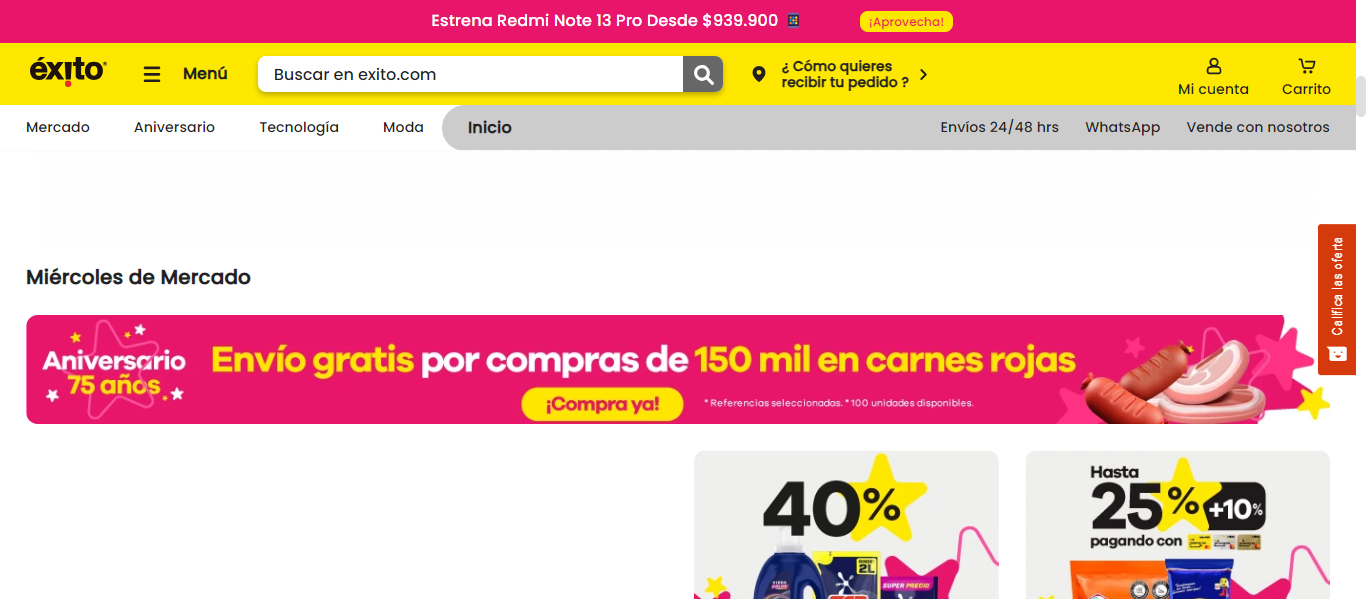 Estrena Redmi Note 13 Pro Desde $939.900
¡Aprovecha!
éxito
Menú
Buscar en exito.com
¿ Cómo quieres
recibir tu pedido ?
Mi cuenta
Carrito
Mercado
Aniversario
Tecnología
Moda
Inicio
Envíos 24/48 hrs
WhatsApp
Vende con nosotros
Califica las oferta
Miércoles de Mercado
Aniversario
75 años
Envío gratis por compras de 150 mil en carnes rojas
¡Compra ya!
* Referencias seleccionadas. * 100 unidades disponibles.
40%
2L
SUPER PRECIO
Hasta
25% +10%
pagando con